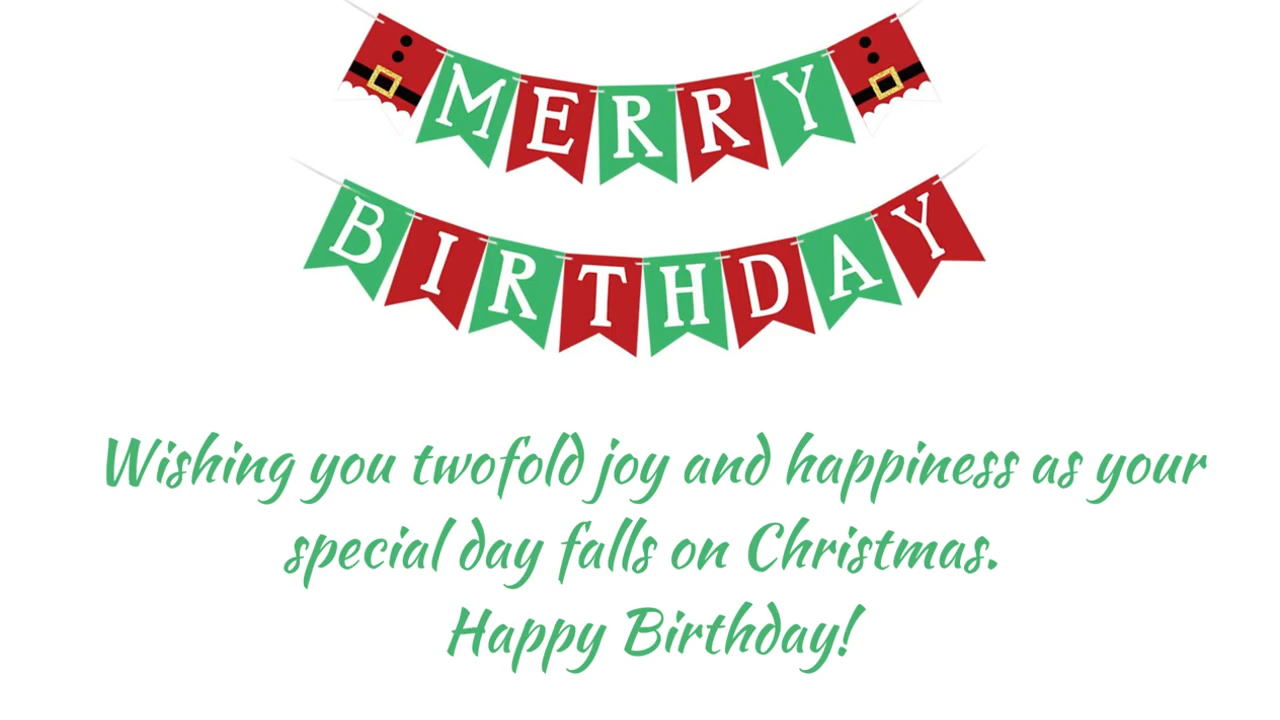 MERRY
BIRTHDAY
Wishing you twofold joy and happiness as your
special day falls on Christmas.
Happy Birthday!